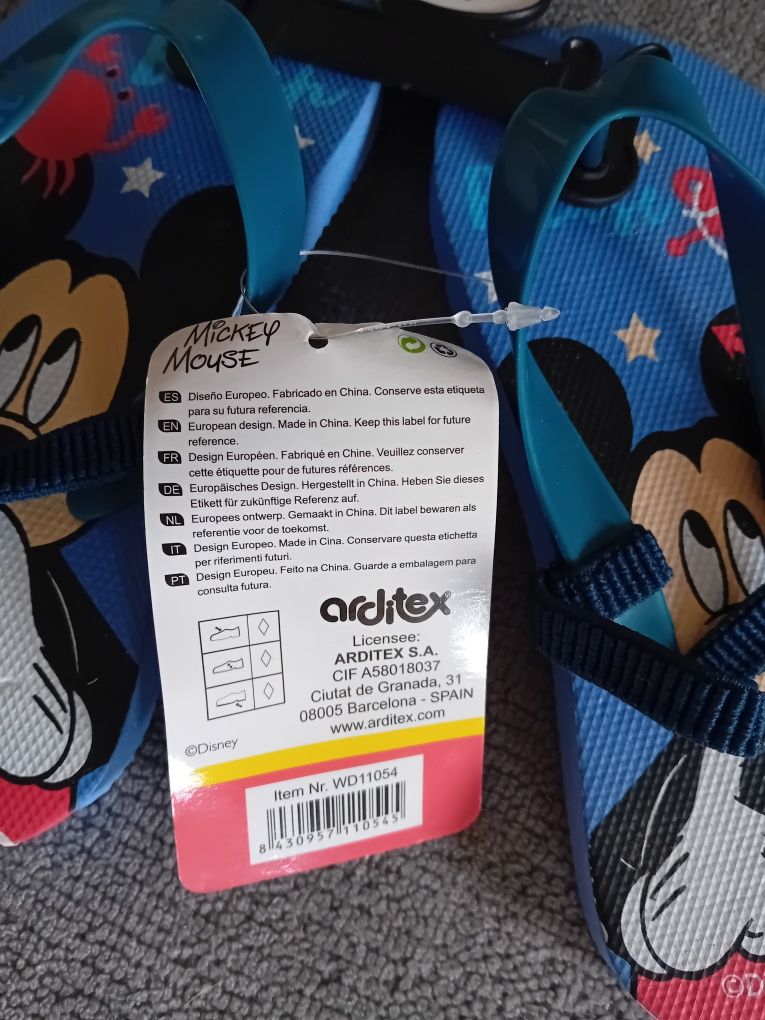 Mickey
Mouse
ES Diseño Europeo. Fabricado en China. Conserve esta etiqueta
para su futura referencia.
EN European design. Made in China. Keep this label for future
reference.
FR Design Européen. Fabriqué en Chine. Veuillez conserver
cette étiquette pour de futures références.
DE Europäisches Design. Hergestellt in China. Heben Sie dieses
Etikett für zukünftige Referenz auf.
NL Europees ontwerp. Gemaakt in China. Dit label bewaren als
referentie voor de toekomst.
IT Design Europeo. Made in Cina. Conservare questa etichetta
per riferimenti futuri.
PT Design Europeu. Feito na China. Guarde a embalagem para
consulta futura.
arditex
Licensee:
ARDITEX S.A.
CIF A58018037
Ciutat de Granada, 31
08005 Barcelona - SPAIN
www.arditex.com
©Disney
Item Nr. WD11054
8 430957 110545
©D